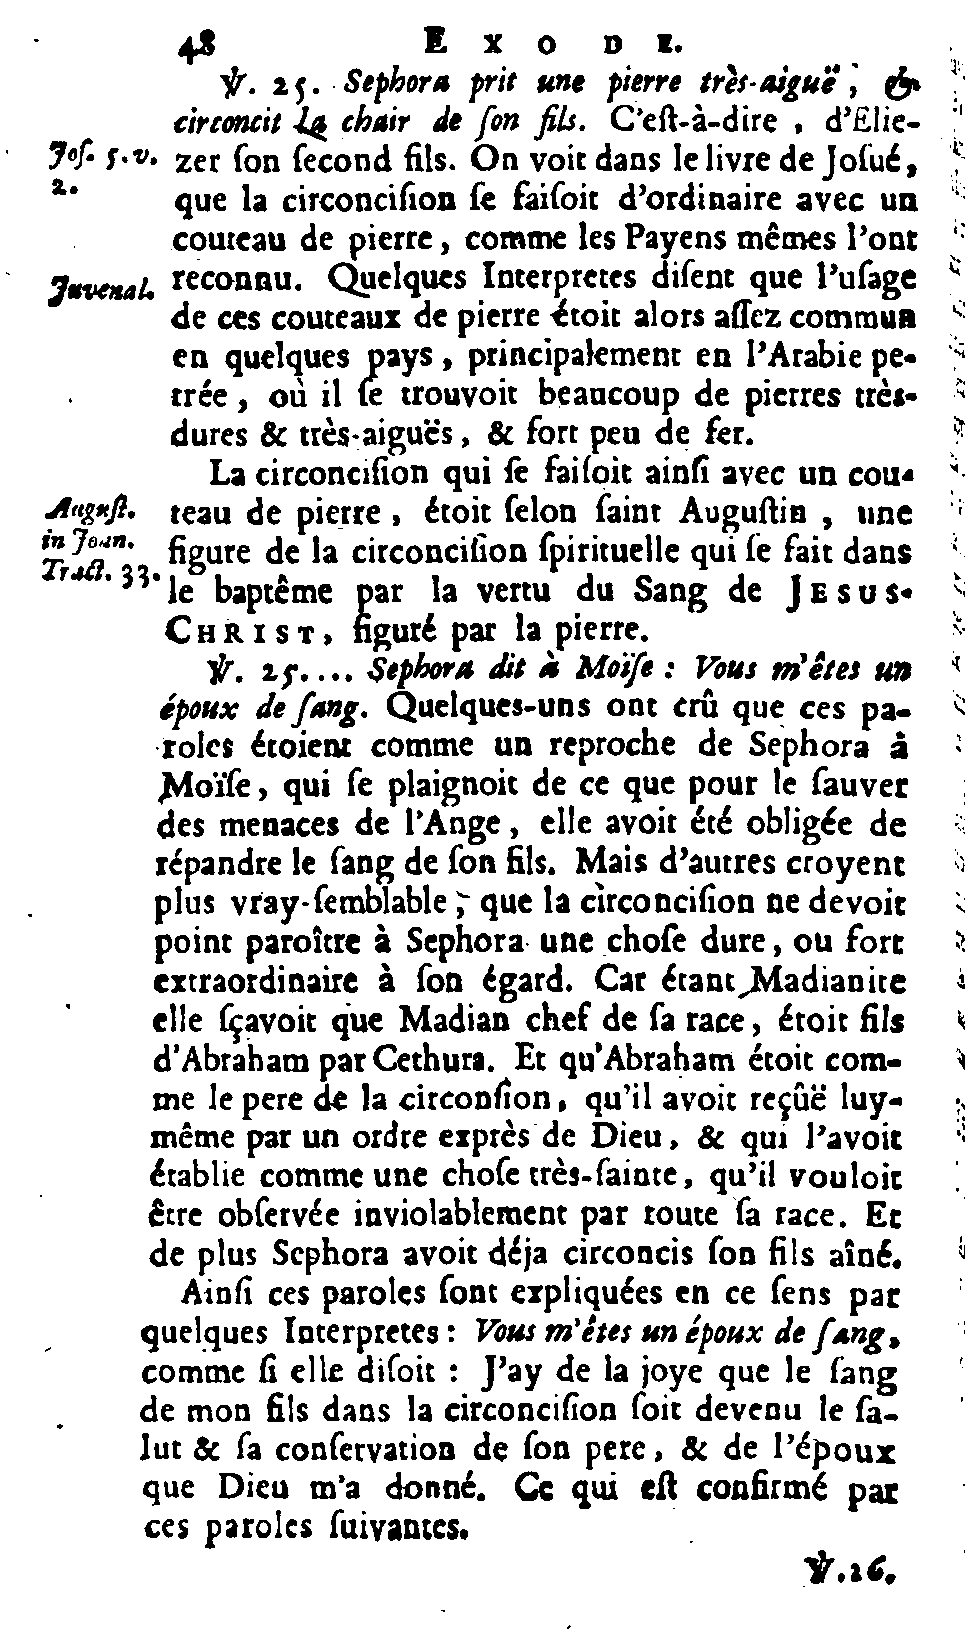 48 EXODE.
℣. 25. Sephora prit une pierre très-aiguë, &
circoncit la chair de ſon fils. C'eſt-à-dire, d'Elie-
Joſ. 5. v. zer ſon ſecond fils. On voit dans le livre de Joſué,
2. que la circonciſion ſe faiſoit d'ordinaire avec un
couteau de pierre, comme les Payens mêmes l'ont
Juvenal. reconnu. Quelques Interpretes diſent que l'uſage
de ces couteaux de pierre étoit alors aſſez commun
en quelques pays, principalement en l'Arabie pe-
trée, où il ſe trouvoit beaucoup de pierres très-
dures & très-aiguës, & fort peu de fer.
La circonciſion qui ſe faiſoit ainſi avec un cou-
Auguſt. teau de pierre, étoit ſelon ſaint Auguſtin, une
in Joan. figure de la circonciſion ſpirituelle qui ſe fait dans
Tract. 33. le baptême par la vertu du Sang de JESUS-
CHRIST, figuré par la pierre.
℣. 25.... Sephora dit à Moïſe : Vous m'êtes un
époux de ſang. Quelques-uns ont crû que ces pa-
roles étoient comme un reproche de Sephora à
Moïſe, qui ſe plaignoit de ce que pour le ſauver
des menaces de l'Ange, elle avoit été obligée de
répandre le ſang de ſon fils. Mais d'autres croyent
plus vray-ſemblable, que la circonciſion ne devoit
point paroître à Sephora une choſe dure, ou fort
extraordinaire à ſon égard. Car étant Madianite
elle ſçavoit que Madian chef de ſa race, étoit fils
d'Abraham par Cethura. Et qu'Abraham étoit com-
me le pere de la circonſion, qu'il avoit reçûë luy-
même par un ordre exprès de Dieu, & qui l'avoit
établie comme une choſe très-ſainte, qu'il vouloit
être obſervée inviolablement par toute ſa race. Et
de plus Sephora avoit déja circoncis ſon fils aîné.
Ainſi ces paroles ſont expliquées en ce ſens par
quelques Interpretes : Vous m'êtes un époux de ſang,
comme ſi elle diſoit : J'ay de la joye que le ſang
de mon fils dans la circonciſion ſoit devenu le ſa-
lut & ſa conſervation de ſon pere, & de l'époux
que Dieu m'a donné. Ce qui eſt confirmé par
ces paroles ſuivantes.
℣. 26.